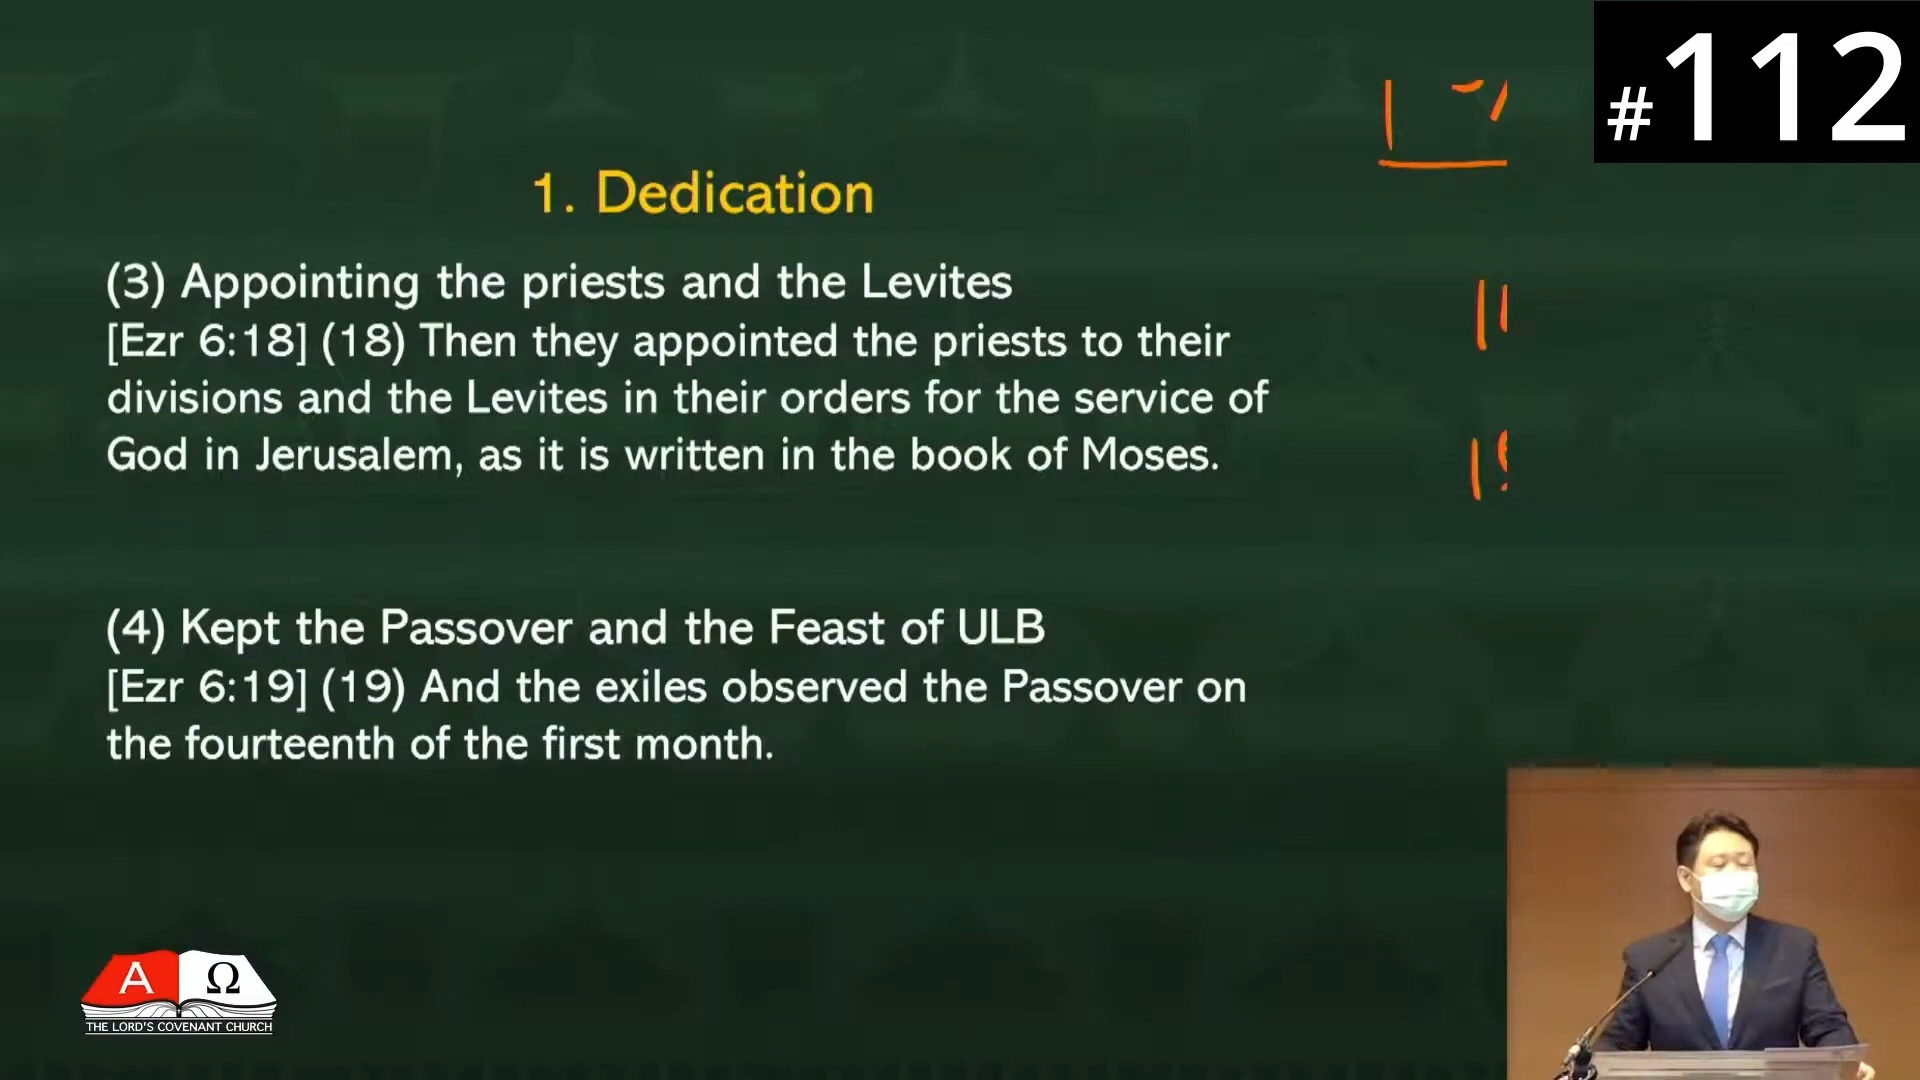 #112
1. Dedication
(3) Appointing the priests and the Levites
[Ezr 6:18] (18) Then they appointed the priests to their
divisions and the Levites in their orders for the service of
God in Jerusalem, as it is written in the book of Moses.
(4) Kept the Passover and the Feast of ULB
[Ezr 6:19] (19) And the exiles observed the Passover on
the fourteenth of the first month.
A Ω
THE LORD'S COVENANT CHURCH